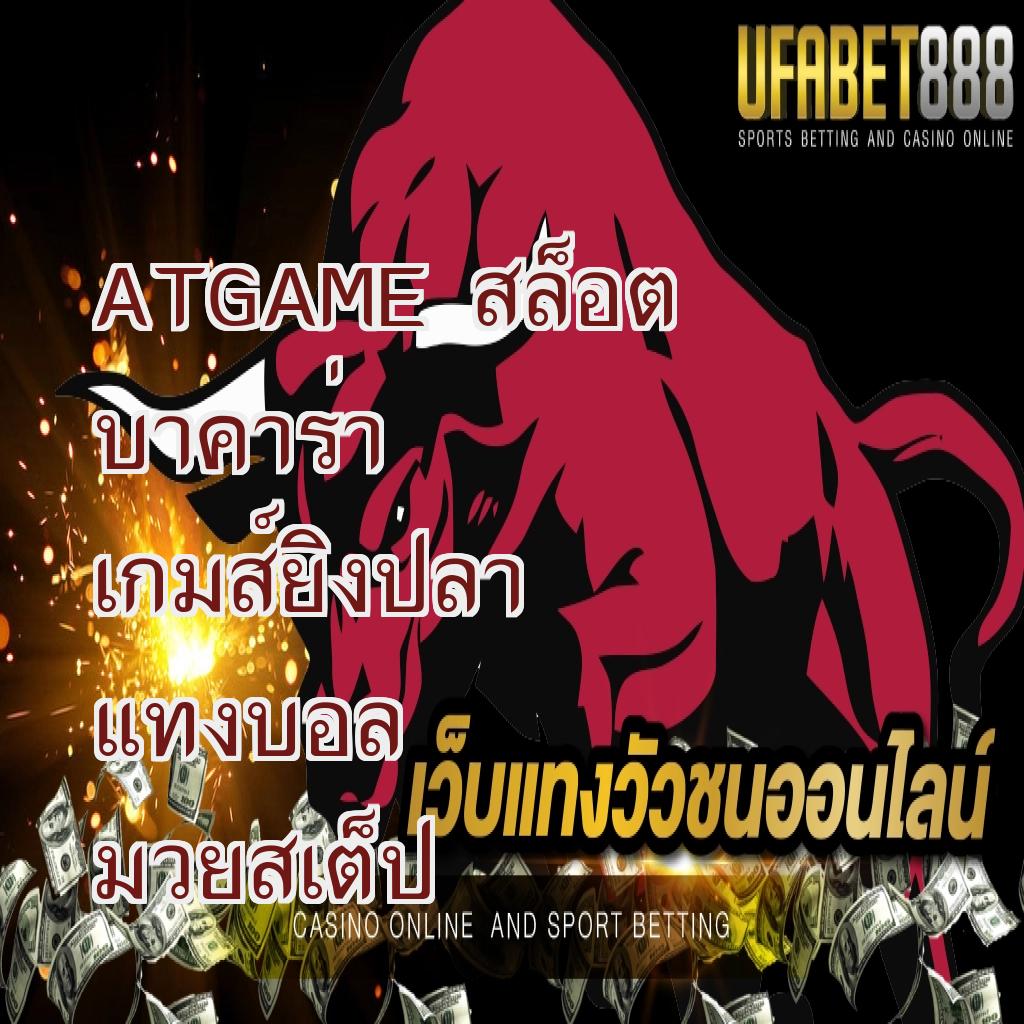 UFABET888
SPORTS BETTING AND CASINO ONLINE
ATGAME สล็อต
บาคาร่า
เกมส์ยิงปลา
แทงบอล
เว็บแทงวัวชนออนไลน์
มวยสเต็ป
CASINO ONLINE AND SPORT BETTING